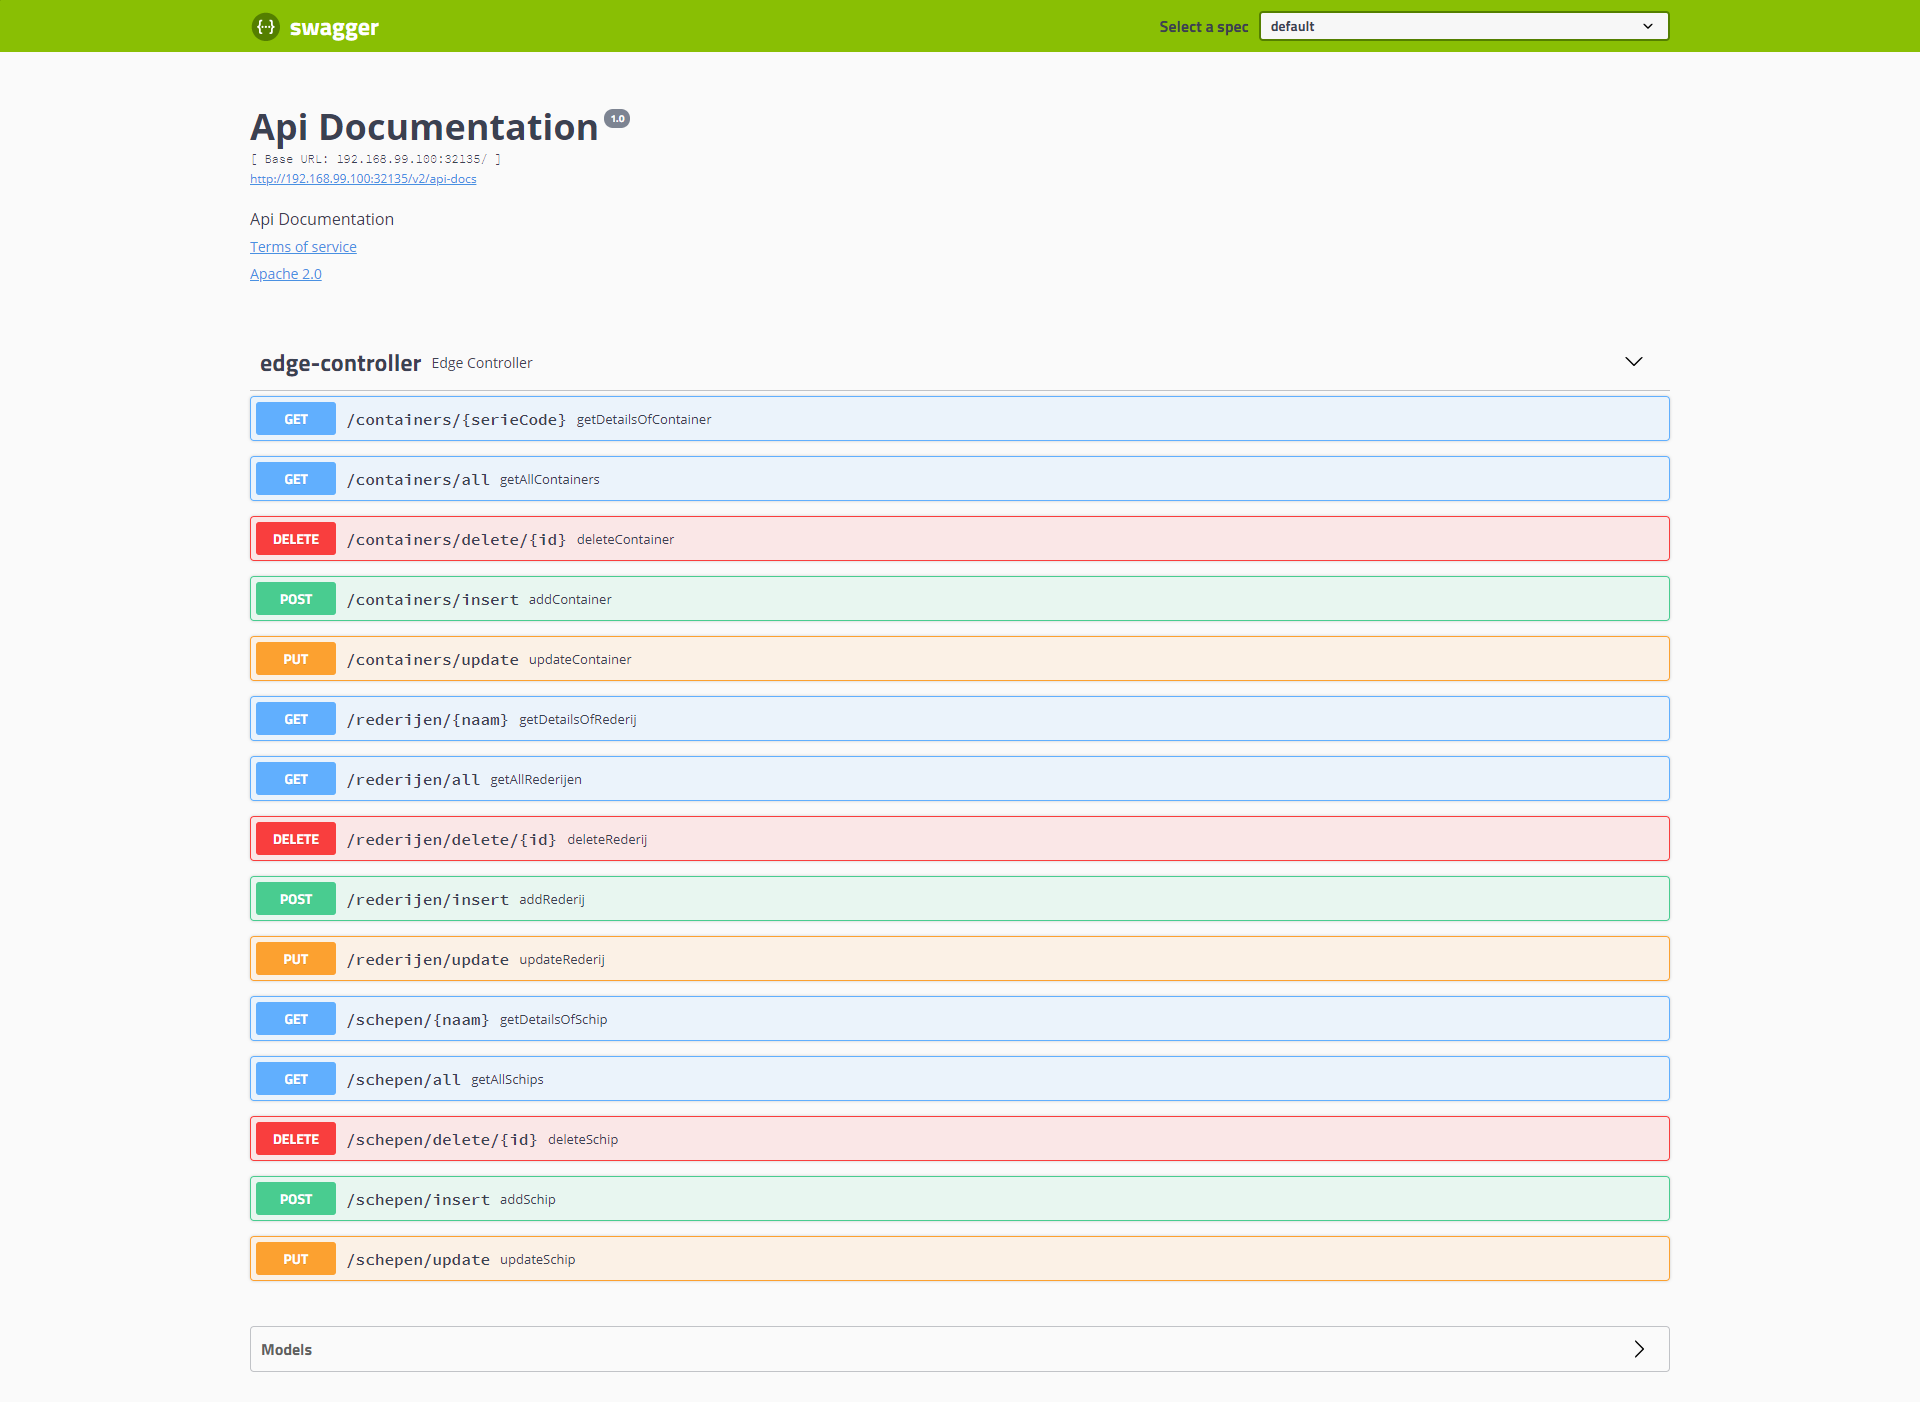 {···} swagger
Select a spec default
Api Documentation 1.0
[ Base URL: 192.168.99.100:32135/ ]
http://192.168.99.100:32135/v2/api-docs
Api Documentation
Terms of service
Apache 2.0
edge-controller Edge Controller
GET /containers/{serieCode} getDetailsOfContainer
GET /containers/all getAllContainers
DELETE /containers/delete/{id} deleteContainer
POST /containers/insert addContainer
PUT /containers/update updateContainer
GET /rederijen/{naam} getDetailsOfRederij
GET /rederijen/all getAllRederijen
DELETE /rederijen/delete/{id} deleteRederij
POST /rederijen/insert addRederij
PUT /rederijen/update updateRederij
GET /schepen/{naam} getDetailsOfSchip
GET /schepen/all getAllSchips
DELETE /schepen/delete/{id} deleteSchip
POST /schepen/insert addSchip
PUT /schepen/update updateSchip
Models